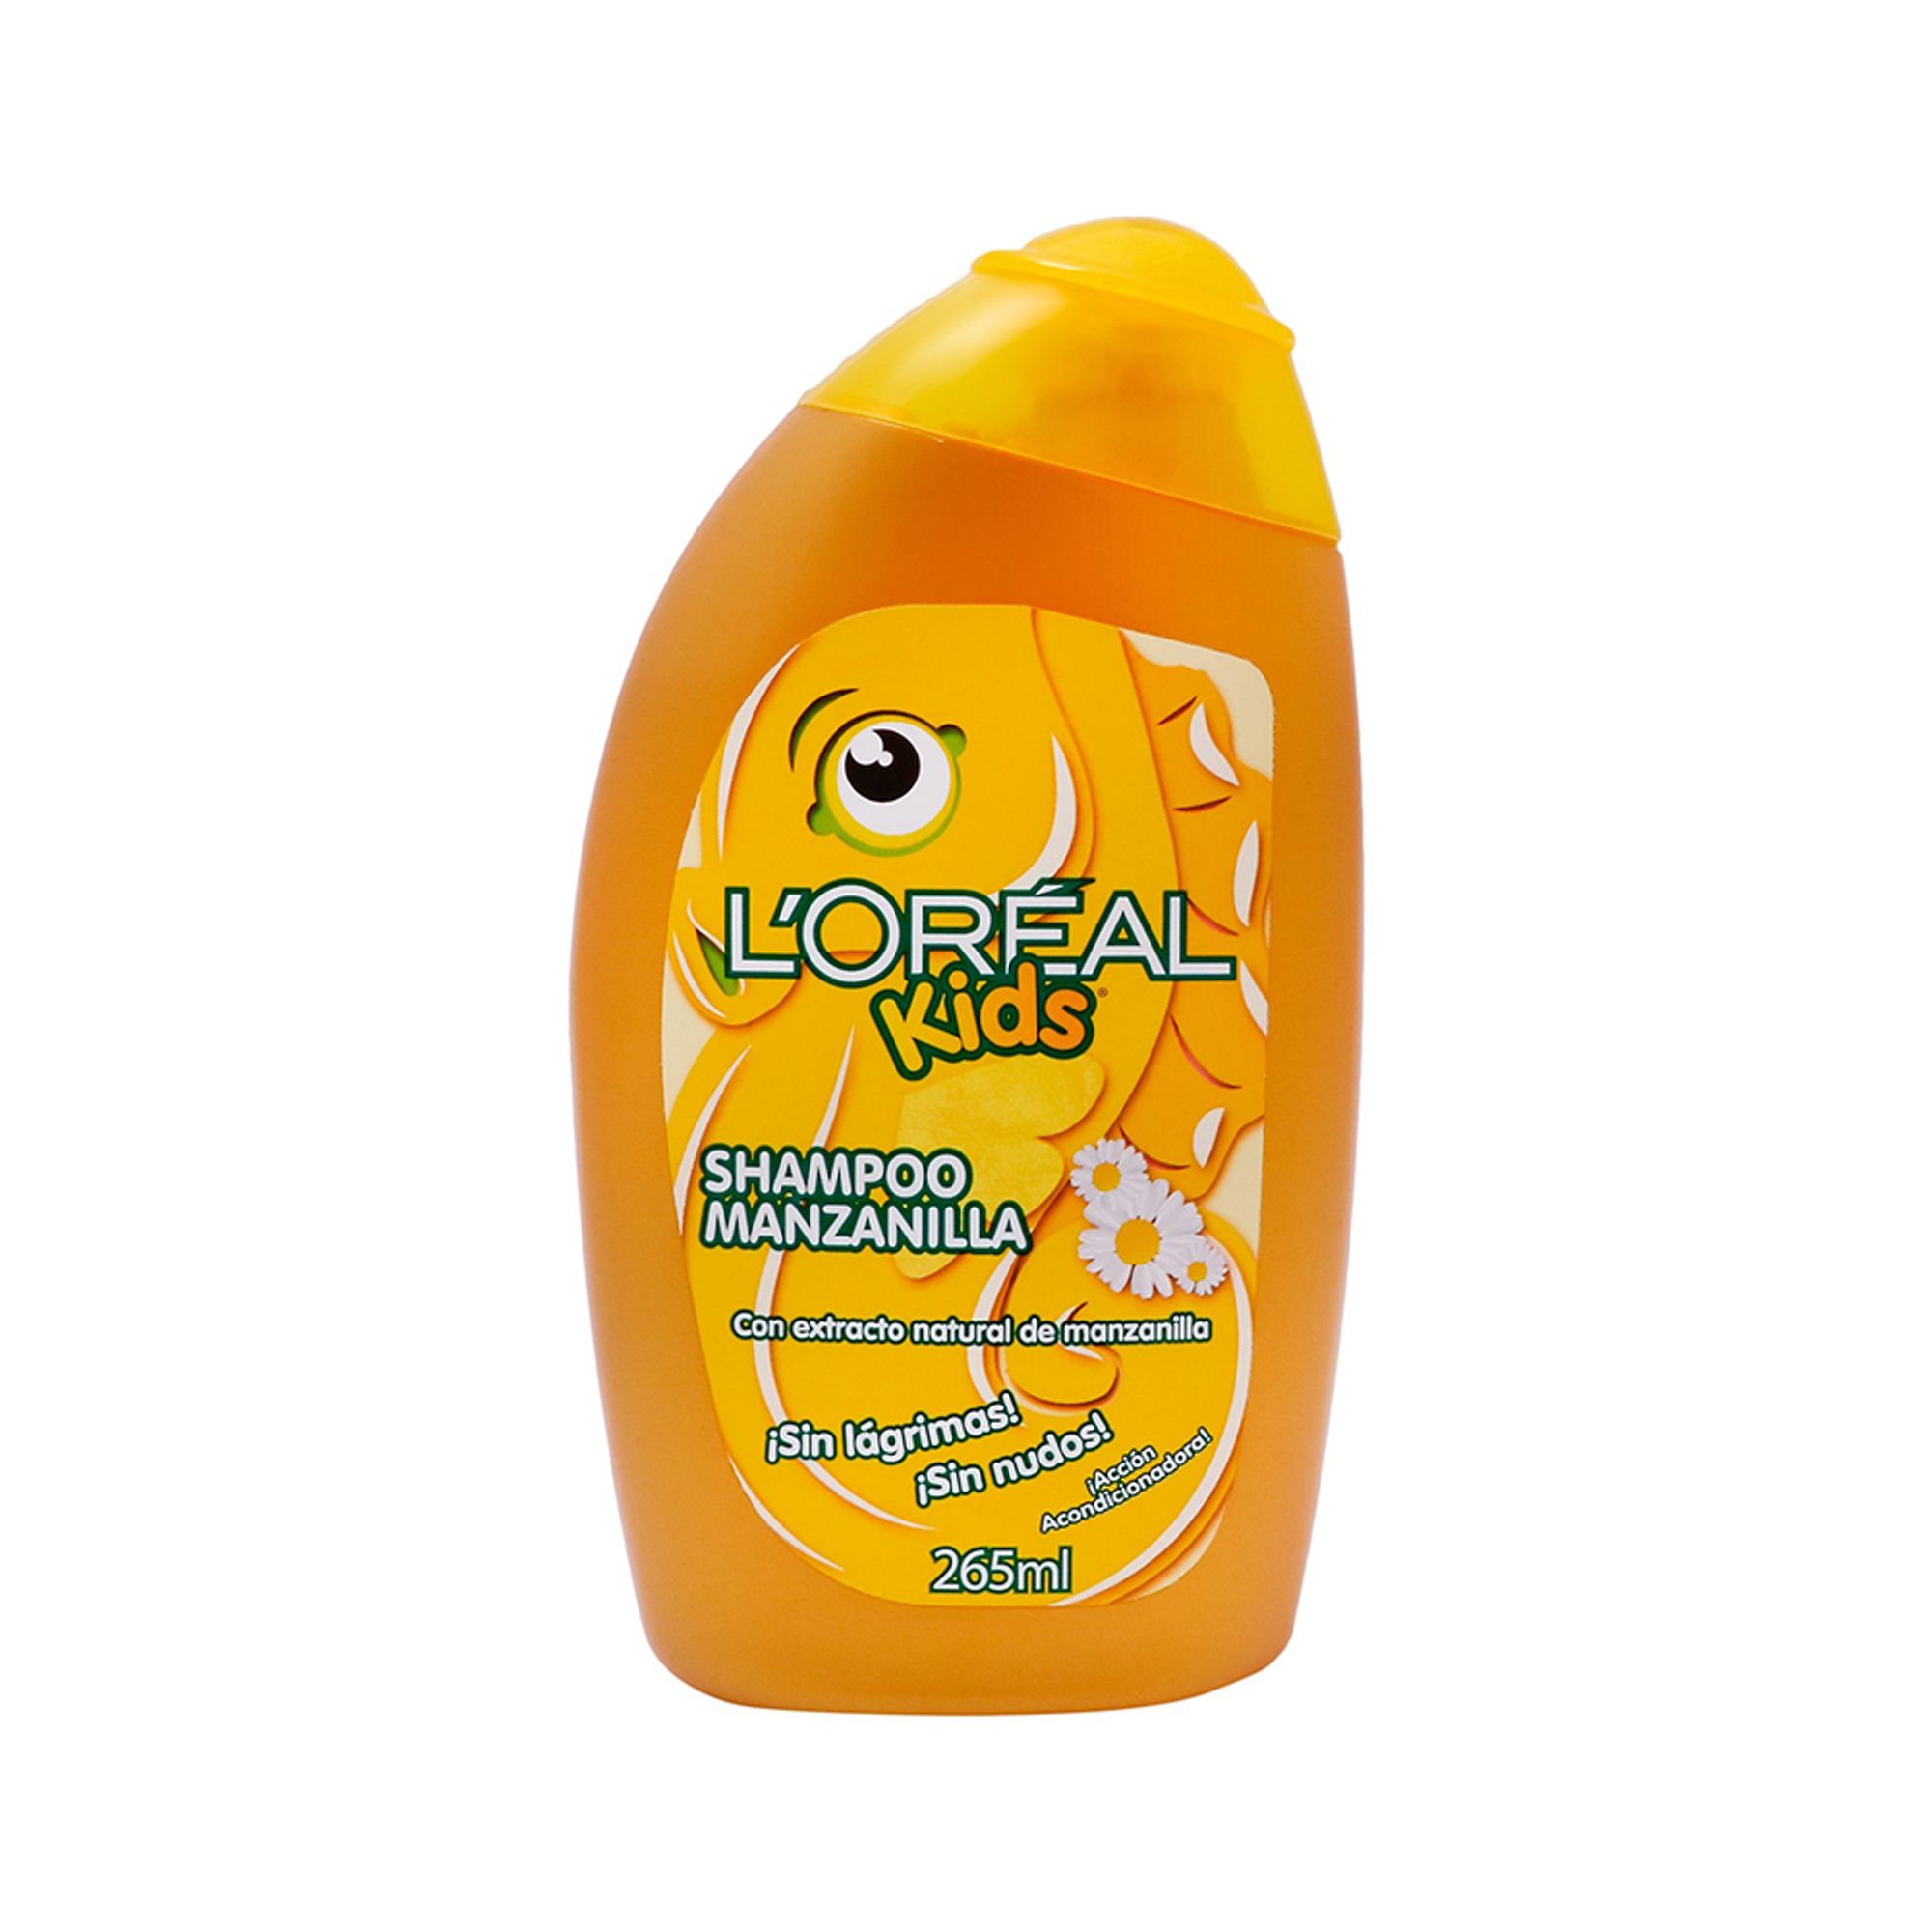 L'ORÉAL
Kids®
SHAMPOO
MANZANILLA
Con extracto natural de manzanilla
¡Sin lágrimas!
¡Sin nudos!
¡Acción
Acondicionadora!
265ml